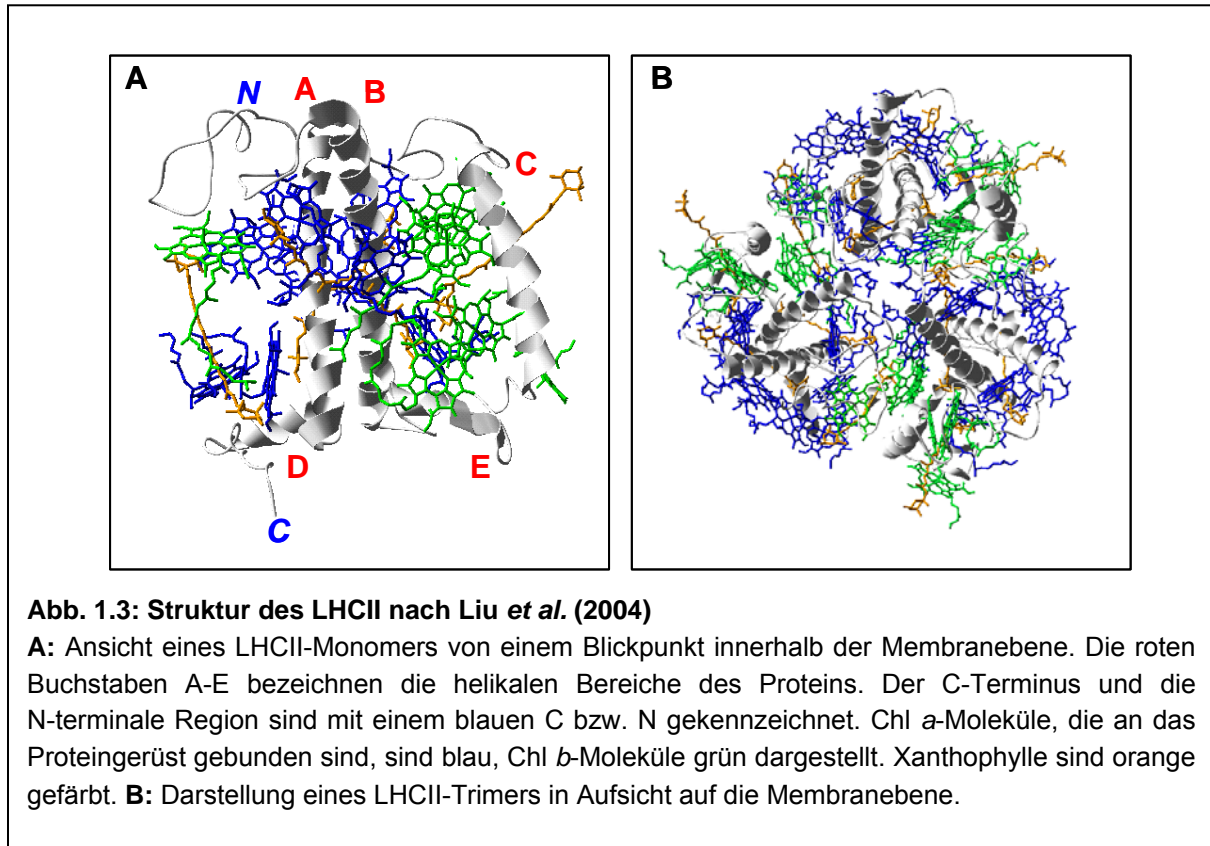 A
N
A
B
C
D
E
C
B
Abb. 1.3: Struktur des LHCII nach Liu et al. (2004)
A: Ansicht eines LHCII-Monomers von einem Blickpunkt innerhalb der Membranebene. Die roten
Buchstaben A-E bezeichnen die helikalen Bereiche des Proteins. Der C-Terminus und die
N-terminale Region sind mit einem blauen C bzw. N gekennzeichnet. Chl a-Moleküle, die an das
Proteingerüst gebunden sind, sind blau, Chl b-Moleküle grün dargestellt. Xanthophylle sind orange
gefärbt. B: Darstellung eines LHCII-Trimers in Aufsicht auf die Membranebene.